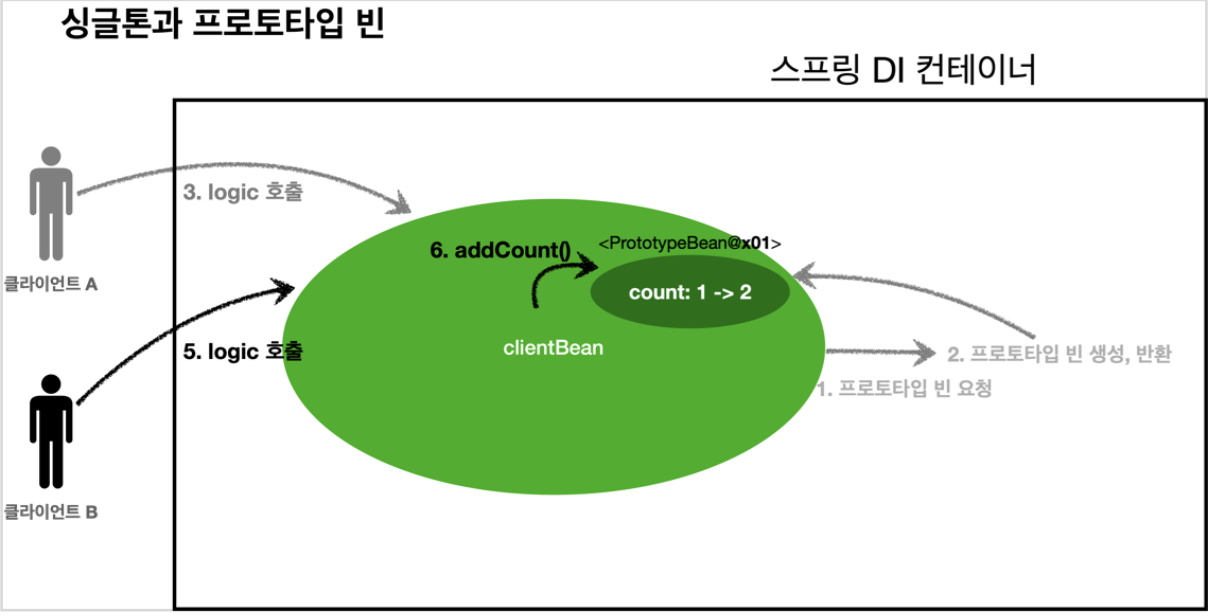 싱글톤과 프로토타입 빈
스프링 DI 컨테이너
3. logic 호출
클라이언트 A
6. addCount()
<PrototypeBean@x01>
count: 1 -> 2
5. logic 호출
clientBean
2. 프로토타입 빈 생성, 반환
1. 프로토타입 빈 요청
클라이언트 B